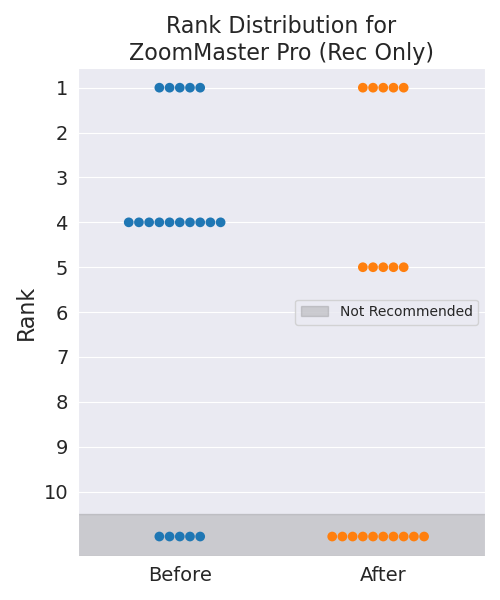 Rank Distribution for
ZoomMaster Pro (Rec Only)
Rank
1
2
3
4
5
6
7
8
9
10
Not Recommended
Before
After